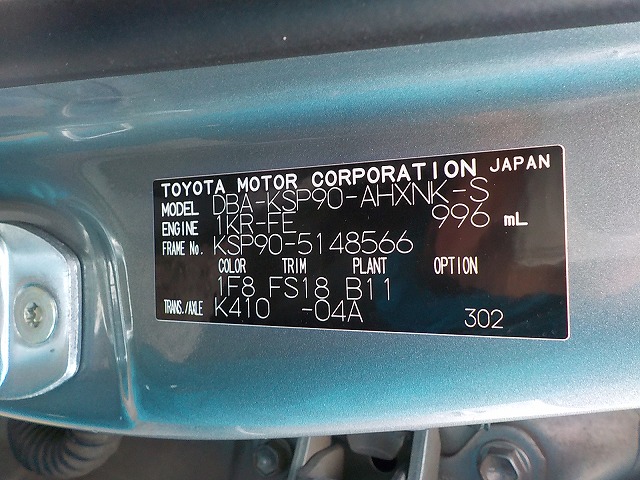 TOYOTA MOTOR CORPORATION JAPAN
MODEL DBA-KSP90-AHXNK-S
ENGINE 1KR-FE 996 mL
FRAME No. KSP90-5148566
COLOR TRIM PLANT OPTION
1F8 FS18 B11
TRANS./AXLE K410 -04A 302